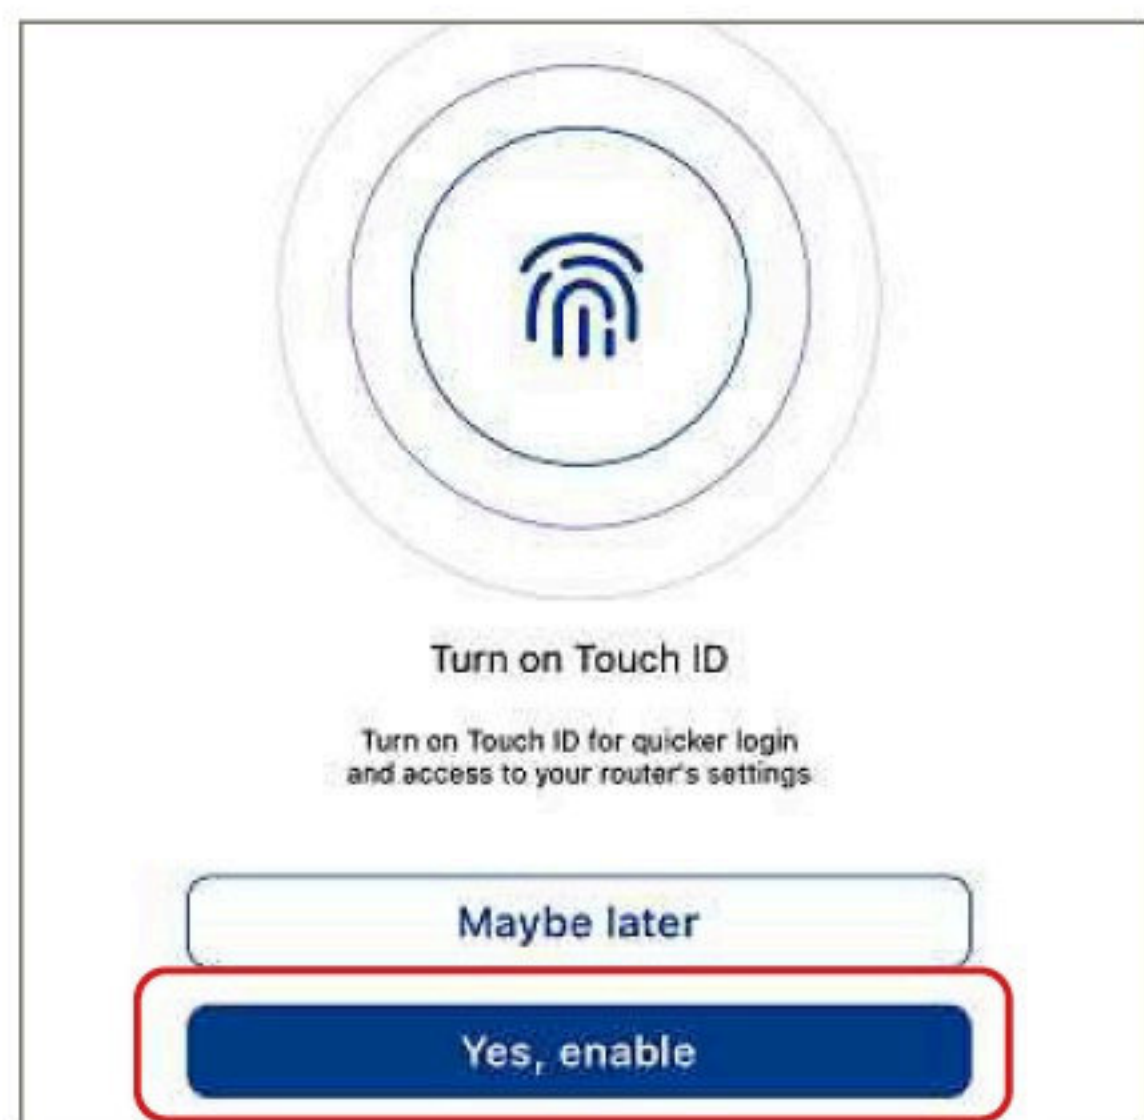 Turn on Touch ID
Turn on Touch ID for quicker login
and access to your router's settings
Maybe later
Yes, enable